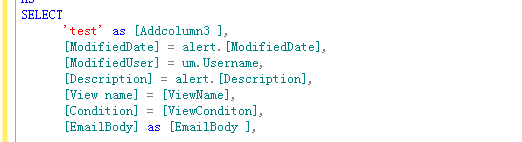 AS
SELECT
'test' as [Addcolumn3 ],
[ModifiedDate] = alert.[ModifiedDate],
[ModifiedUser] = um.Username,
[Description] = alert.[Description],
[View name] = [ViewName],
[Condition] = [ViewConditon],
[EmailBody] as [EmailBody ],